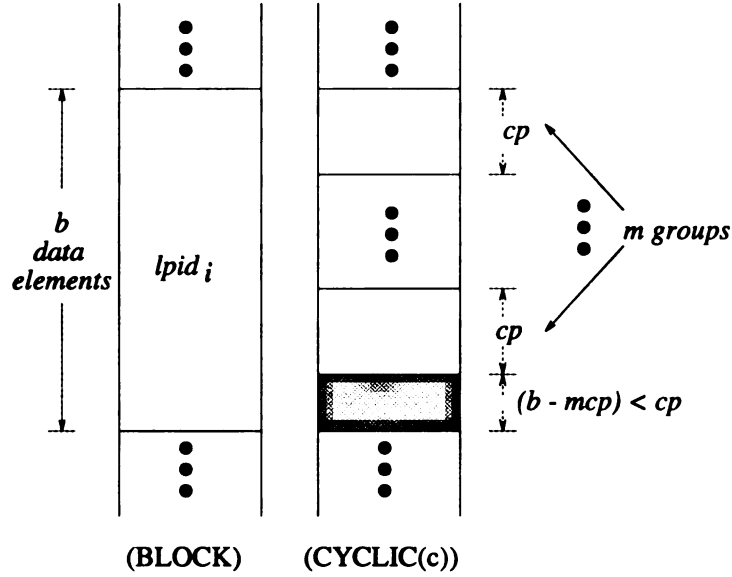 cp
b
data
elements
lpid i
m groups
cp
(b - mcp) < cp
(BLOCK)
(CYCLIC(c))